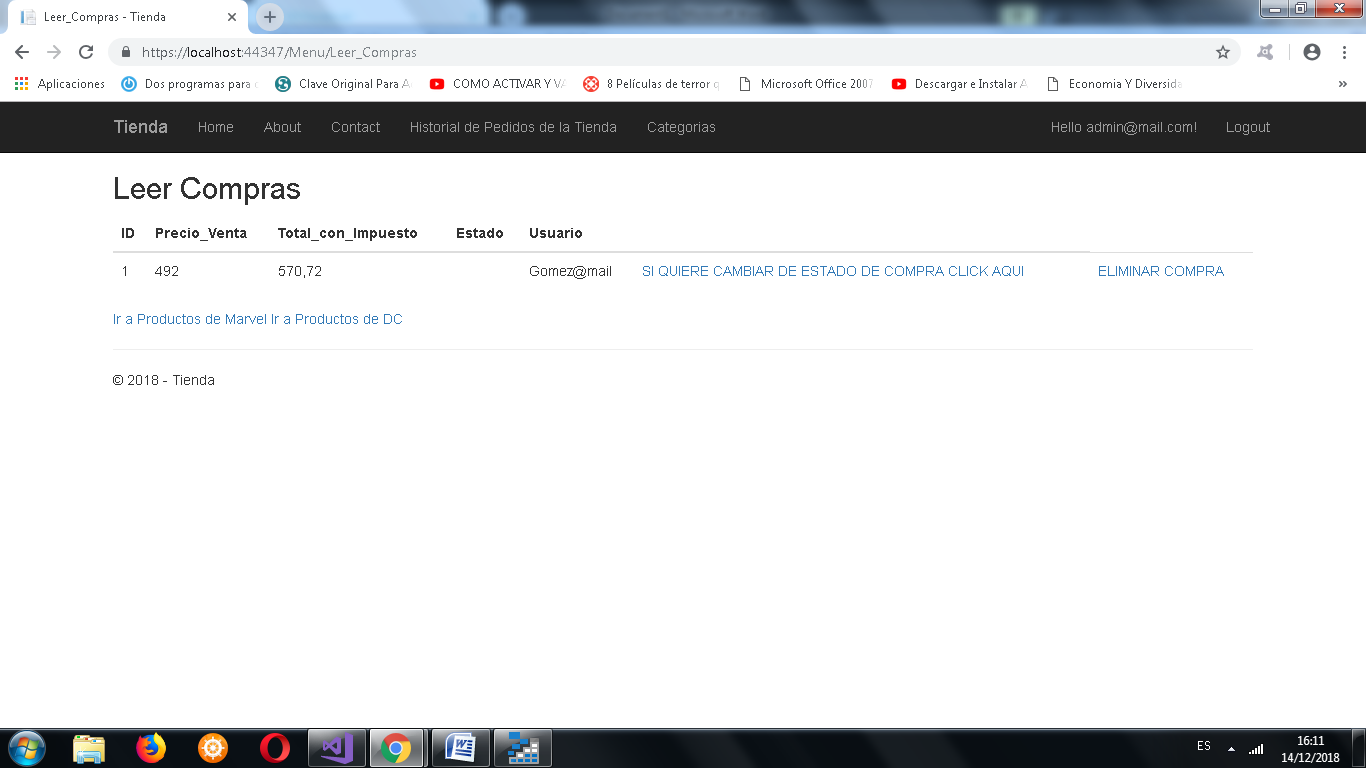 Leer_Compras - Tienda
https://localhost:44347/Menu/Leer_Compras
Aplicaciones Dos programas para Clave Original Para A COMO ACTIVAR Y VA 8 Películas de terror q Microsoft Office 2007 Descargar e Instalar A Economia Y Diversida »
Tienda Home About Contact Historial de Pedidos de la Tienda Categorias Hello admin@mail.com! Logout
Leer Compras
ID Precio_Venta Total_con_Impuesto Estado Usuario
1 492 570,72 Gomez@mail SI QUIERE CAMBIAR DE ESTADO DE COMPRA CLICK AQUI ELIMINAR COMPRA
Ir a Productos de Marvel Ir a Productos de DC
© 2018 - Tienda
ES 16:11
14/12/2018